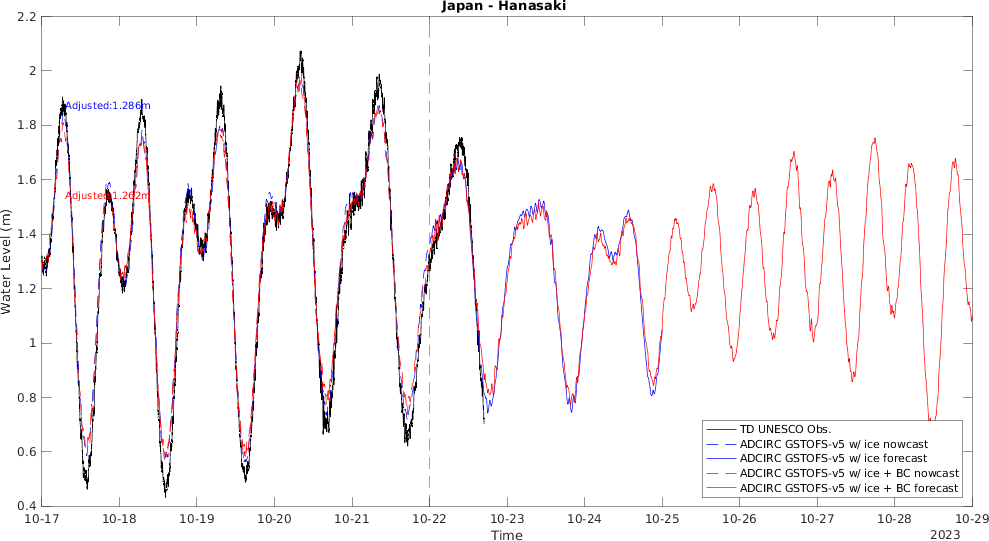 Japan - Hanasaki
2.2
2
1.8
1.6
1.4
1.2
1
0.8
0.6
0.4
Water Level (m)
Adjusted:1.286m
Adjusted:1.262m
TD UNESCO Obs.
ADCIRC GSTOFS-v5 w/ ice nowcast
ADCIRC GSTOFS-v5 w/ ice forecast
ADCIRC GSTOFS-v5 w/ ice + BC nowcast
ADCIRC GSTOFS-v5 w/ ice + BC forecast
10-17 10-18 10-19 10-20 10-21 10-22 10-23 10-24 10-25 10-26 10-27 10-28 10-29
Time
2023